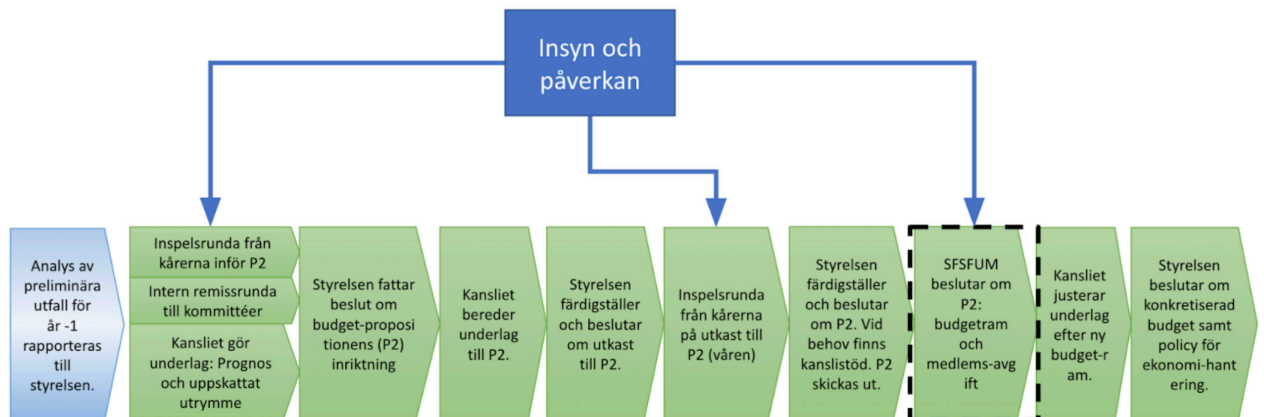 Insyn och
påverkan
Analys av
preliminära
utfall för
år -1
rapporteras
till
styrelsen.
Inspelsrunda från
kårerna inför P2
Intern remissrunda
till kommittéer
Kansliet gör
underlag: Prognos
och uppskattat
utrymme
Styrelsen fattar
beslut om
budget-proposi
tionens (P2)
inriktning
Kansliet
bereder
underlag
till P2.
Styrelsen
färdigställer
och beslutar
om utkast
till P2.
Inspelsrunda
från kårerna
på utkast till
P2 (våren)
Styrelsen
färdigställer
och beslutar
om P2. Vid
behov finns
kanslistöd. P2
skickas ut.
SFSFUM
beslutar om
P2:
budgetram
och
medlems-avg
ift
Kansliet
justerar
underlag
efter ny
budget-r
am.
Styrelsen
beslutar om
konkretiserad
budget samt
policy för
ekonomi-hant
ering.